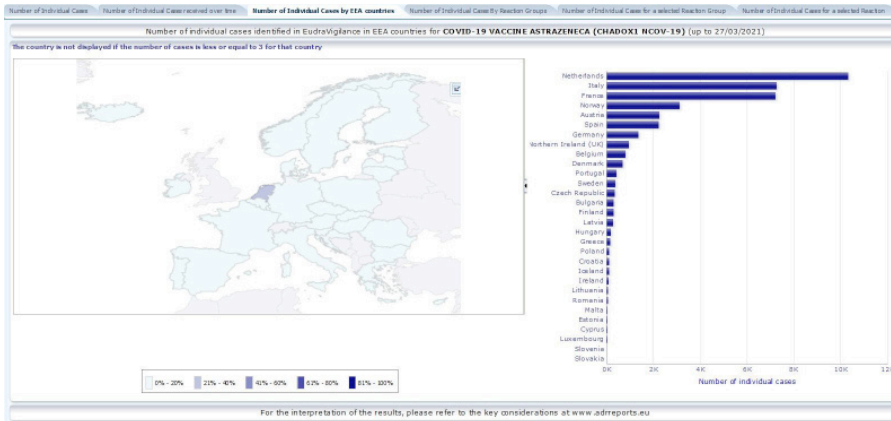 Number of Individual Cases
Number of Individual Cases received over time
Number of Individual Cases by EEA countries
Number of Individual Cases By Reaction Groups
Number of Individual Cases for a selected Reaction Group
Number of Individual Cases for a selected Reaction
Number of individual cases identified in EudraVigilance in EEA countries for COVID-19 VACCINE ASTRAZENECA (CHADOX1 NCOV-19) (up to 27/03/2021)
The country is not displayed if the number of cases is less or equal to 3 for that country
Netherlands
Italy
France
Norway
Austria
Spain
Germany
Northern Ireland (UK)
Belgium
Denmark
Portugal
Sweden
Czech Republic
Bulgaria
Finland
Latvia
Hungary
Greece
Poland
Croatia
Iceland
Ireland
Lithuania
Romania
Malta
Estonia
Cyprus
Luxembourg
Slovenia
Slovakia
0K 2K 4K 6K 8K 10K 12
Number of individual cases
0% - 20% 21% - 40% 41% - 60% 61% - 80% 81% - 100%
For the interpretation of the results, please refer to the key considerations at www.adrreports.eu